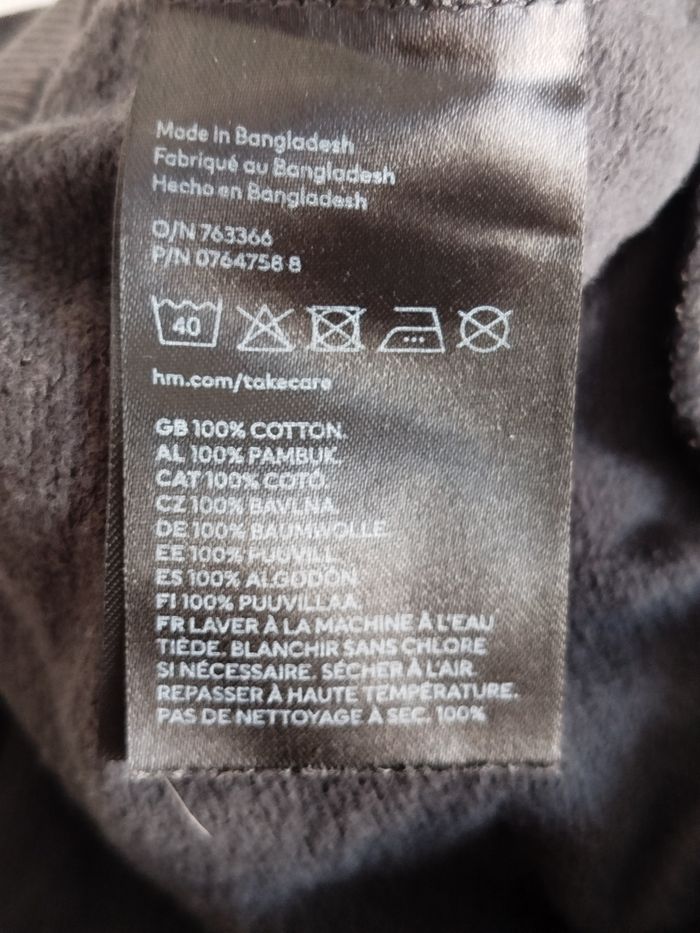 Made in Bangladesh
Fabriqué au Bangladesh
Hecho en Bangladesh
O/N 763366
P/N 0764758 8
40
hm.com/takecare
GB 100% COTTON.
AL 100% PAMBUK.
CAT 100% COTÓ.
CZ 100% BAVLNA.
DE 100% BAUMWOLLE.
EE 100% PUUVILL.
ES 100% ALGODÓN.
FI 100% PUUVILLAA.
FR LAVER À LA MACHINE À L'EAU
TIÈDE. BLANCHIR SANS CHLORE
SI NÉCESSAIRE. SÉCHER À L'AIR.
REPASSER À HAUTE TEMPÉRATURE.
PAS DE NETTOYAGE À SEC. 100%